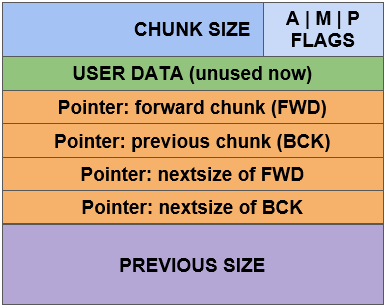 CHUNK SIZE
A | M | P
FLAGS
USER DATA (unused now)
Pointer: forward chunk (FWD)
Pointer: previous chunk (BCK)
Pointer: nextsize of FWD
Pointer: nextsize of BCK
PREVIOUS SIZE